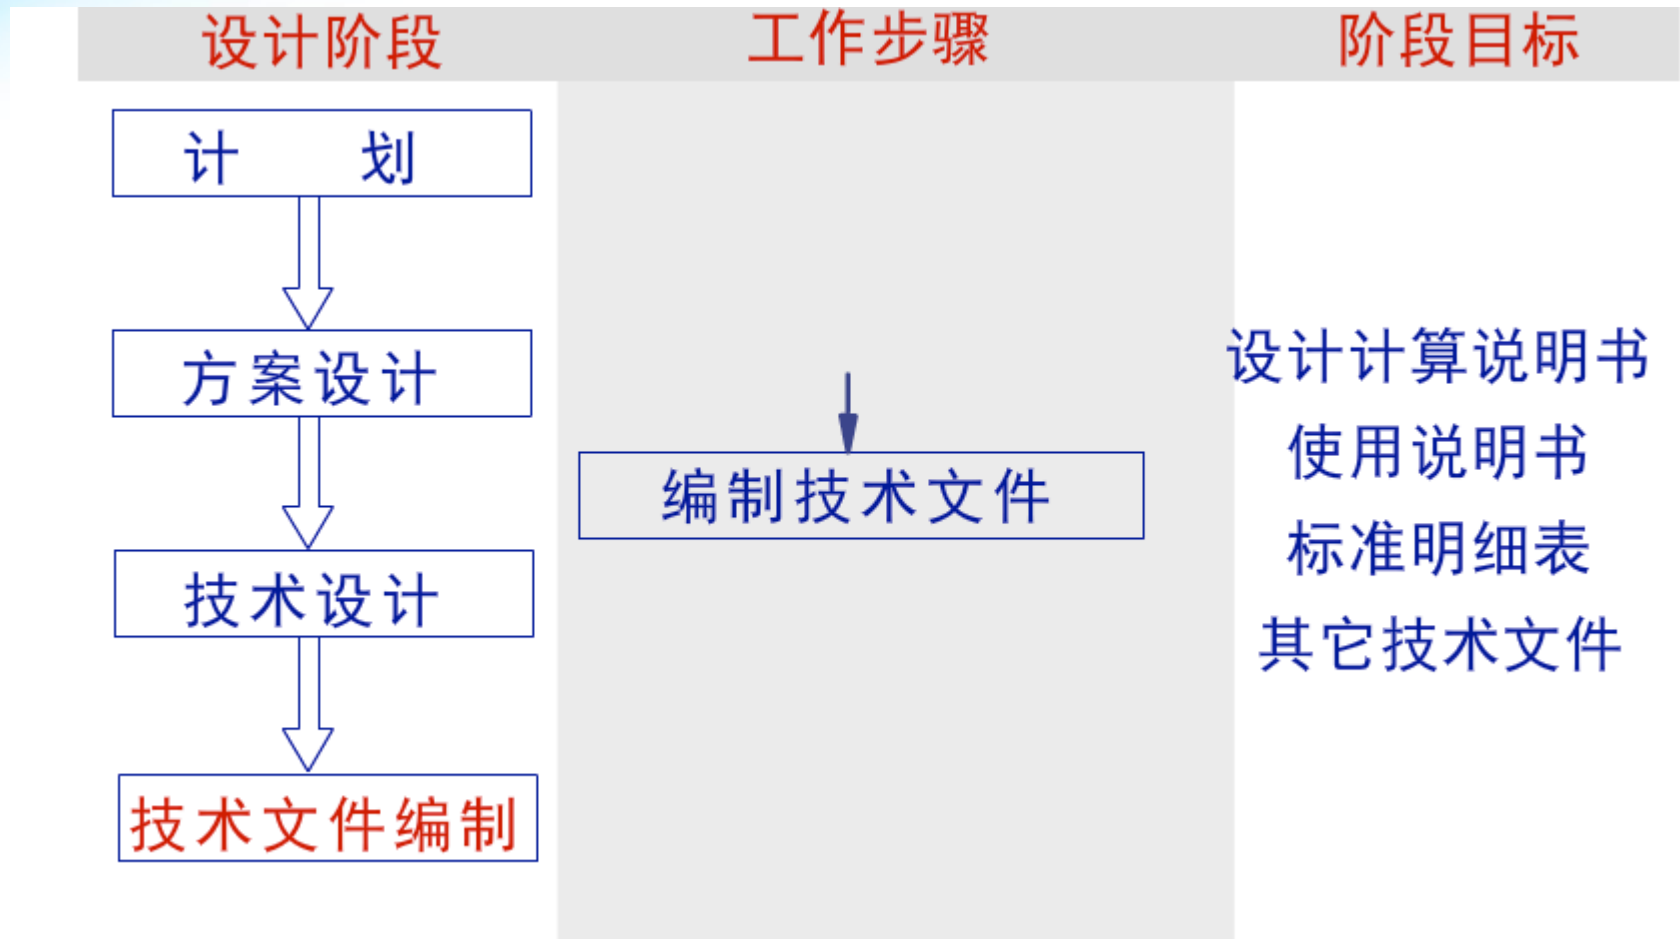 设计阶段
工作步骤
阶段目标
计 划
方案设计
技术设计
技术文件编制
编制技术文件
设计计算说明书
使用说明书
标准明细表
其它技术文件